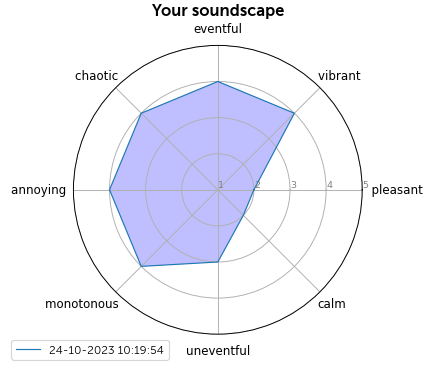 Your soundscape
eventful
chaotic
vibrant
annoying
1
2
3
4
5
pleasant
monotonous
calm
uneventful
24-10-2023 10:19:54